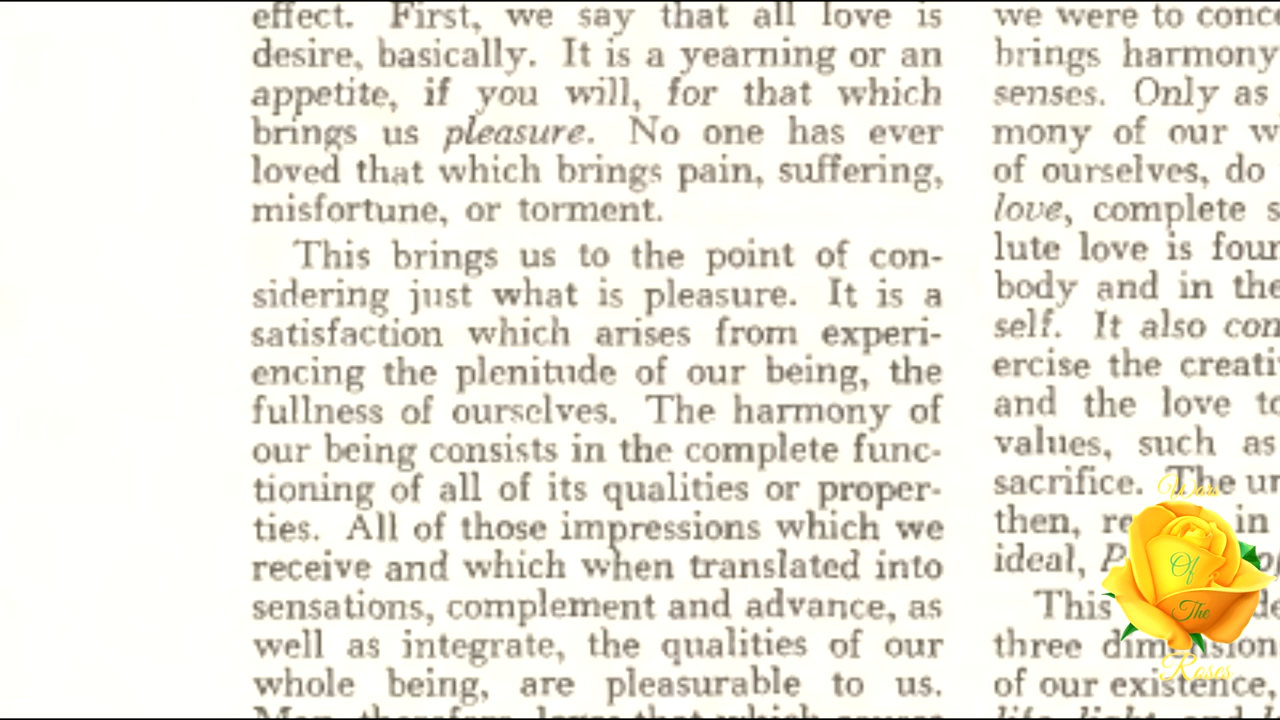 effect. First, we say that all love is
desire, basically. It is a yearning or an
appetite, if you will, for that which
brings us pleasure. No one has ever
loved that which brings pain, suffering,
misfortune, or torment.
This brings us to the point of con-
sidering just what is pleasure. It is a
satisfaction which arises from experi-
encing the plenitude of our being, the
fullness of ourselves. The harmony of
our being consists in the complete func-
tioning of all of its qualities or proper-
ties. All of those impressions which we
receive and which when translated into
sensations, complement and advance, as
well as integrate, the qualities of our
whole being, are pleasurable to us.
we were to
brings harmony
senses. Only as
mony of our
of ourselves, do
love, complete
lute love is
body and in the
self. It also
ercise the
and the love
values, such as
sacrifice. The
then, in
ideal,
This
three
of our existence,
Wars
Of
The
Roses